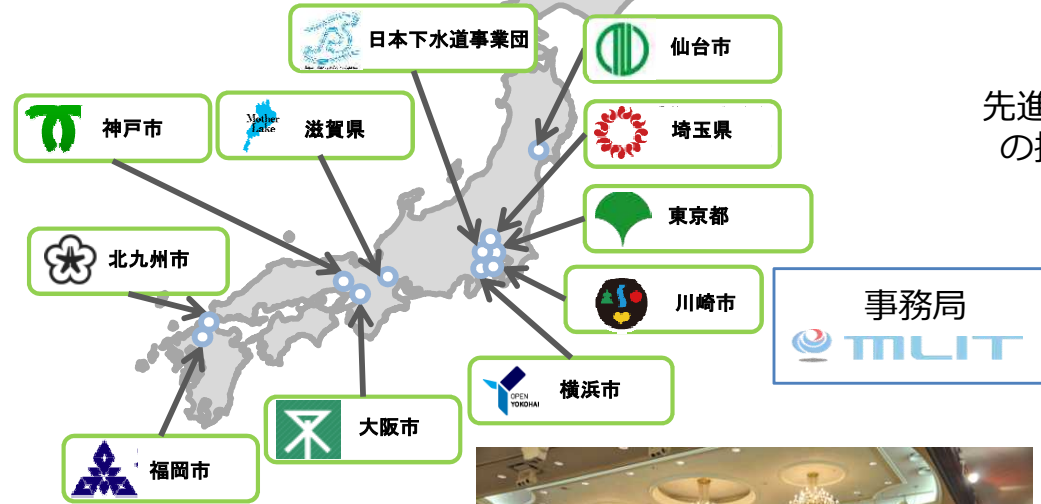 日本下水道事業団
仙台市
神戸市
Mother
Lake
滋賀県
埼玉県
先進
東京都
北九州市
川崎市
事務局
MLIT
OPEN
YOKOHA
横浜市
大阪市
福岡市